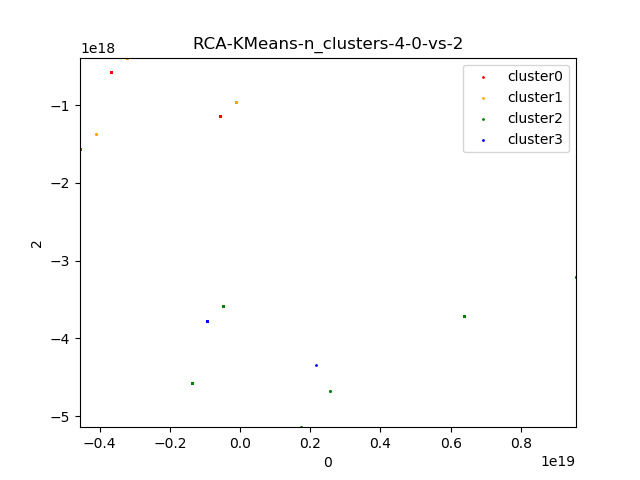 RCA-KMeans-n_clusters-4-0-vs-2
1e18
cluster0
cluster1
cluster2
cluster3
−1
−2
−3
−4
−5
2
−0.4 −0.2 0.0 0.2 0.4 0.6 0.8
0
1e19